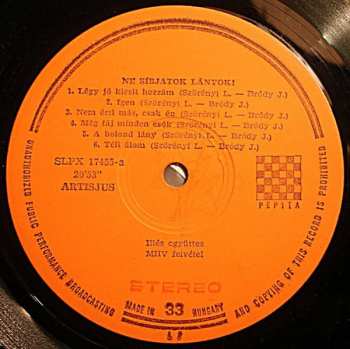 NE SÍRJATOK LÁNYOK!
1. Légy jó kicsit hozzám (Szörényi L. — Bródy J.)
2. Igen (Szörényi L. — Bródy J.)
3. Nem érti más, csak én (Szörényi L. — Bródy J.)
4. Még fáj minden csók (Szörényi L. — Bródy J.)
5. A bolond lány (Szörényi L. — Bródy J.)
6. Téli álom (Szörényi L. — Bródy J.)
SLPX 17455-a
20'53"
ARTISJUS
PEPITA
Illés együttes
MHV felvétel
STEREO
MADE IN 33 HUNGARY
LP
UNAUTHORIZED PUBLIC PERFORMANCE BROADCASTING AND COPYING OF THIS RECORD IS PROHIBITED